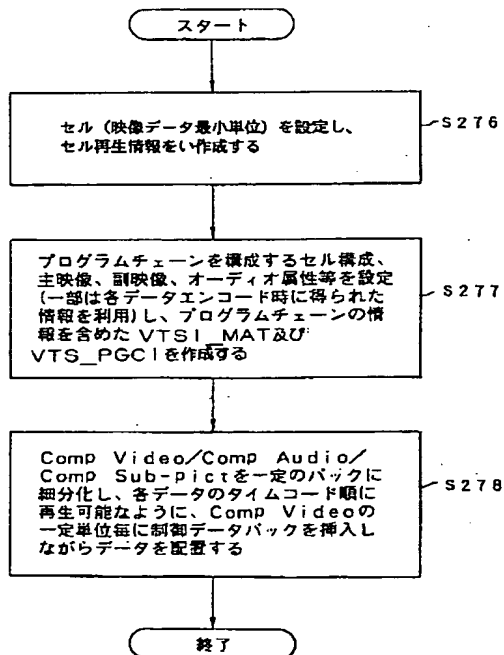 スタート
セル（映像データ最小単位）を設定し、
セル再生情報をい作成する
S276
プログラムチェーンを構成するセル構成、
主映像、副映像、オーディオ属性等を設定
(一部は各データエンコード時に得られた
情報を利用)し、プログラムチェーンの情
報を含めたVTSI_MAT及び
VTS_PGCIを作成する
S277
Comp Video/Comp Audio/
Comp Sub-pictを一定のパックに
細分化し、各データのタイムコード順に
再生可能なように、Comp Videoの
一定単位毎に制御データパックを挿入し
ながらデータを配置する
S278
終了